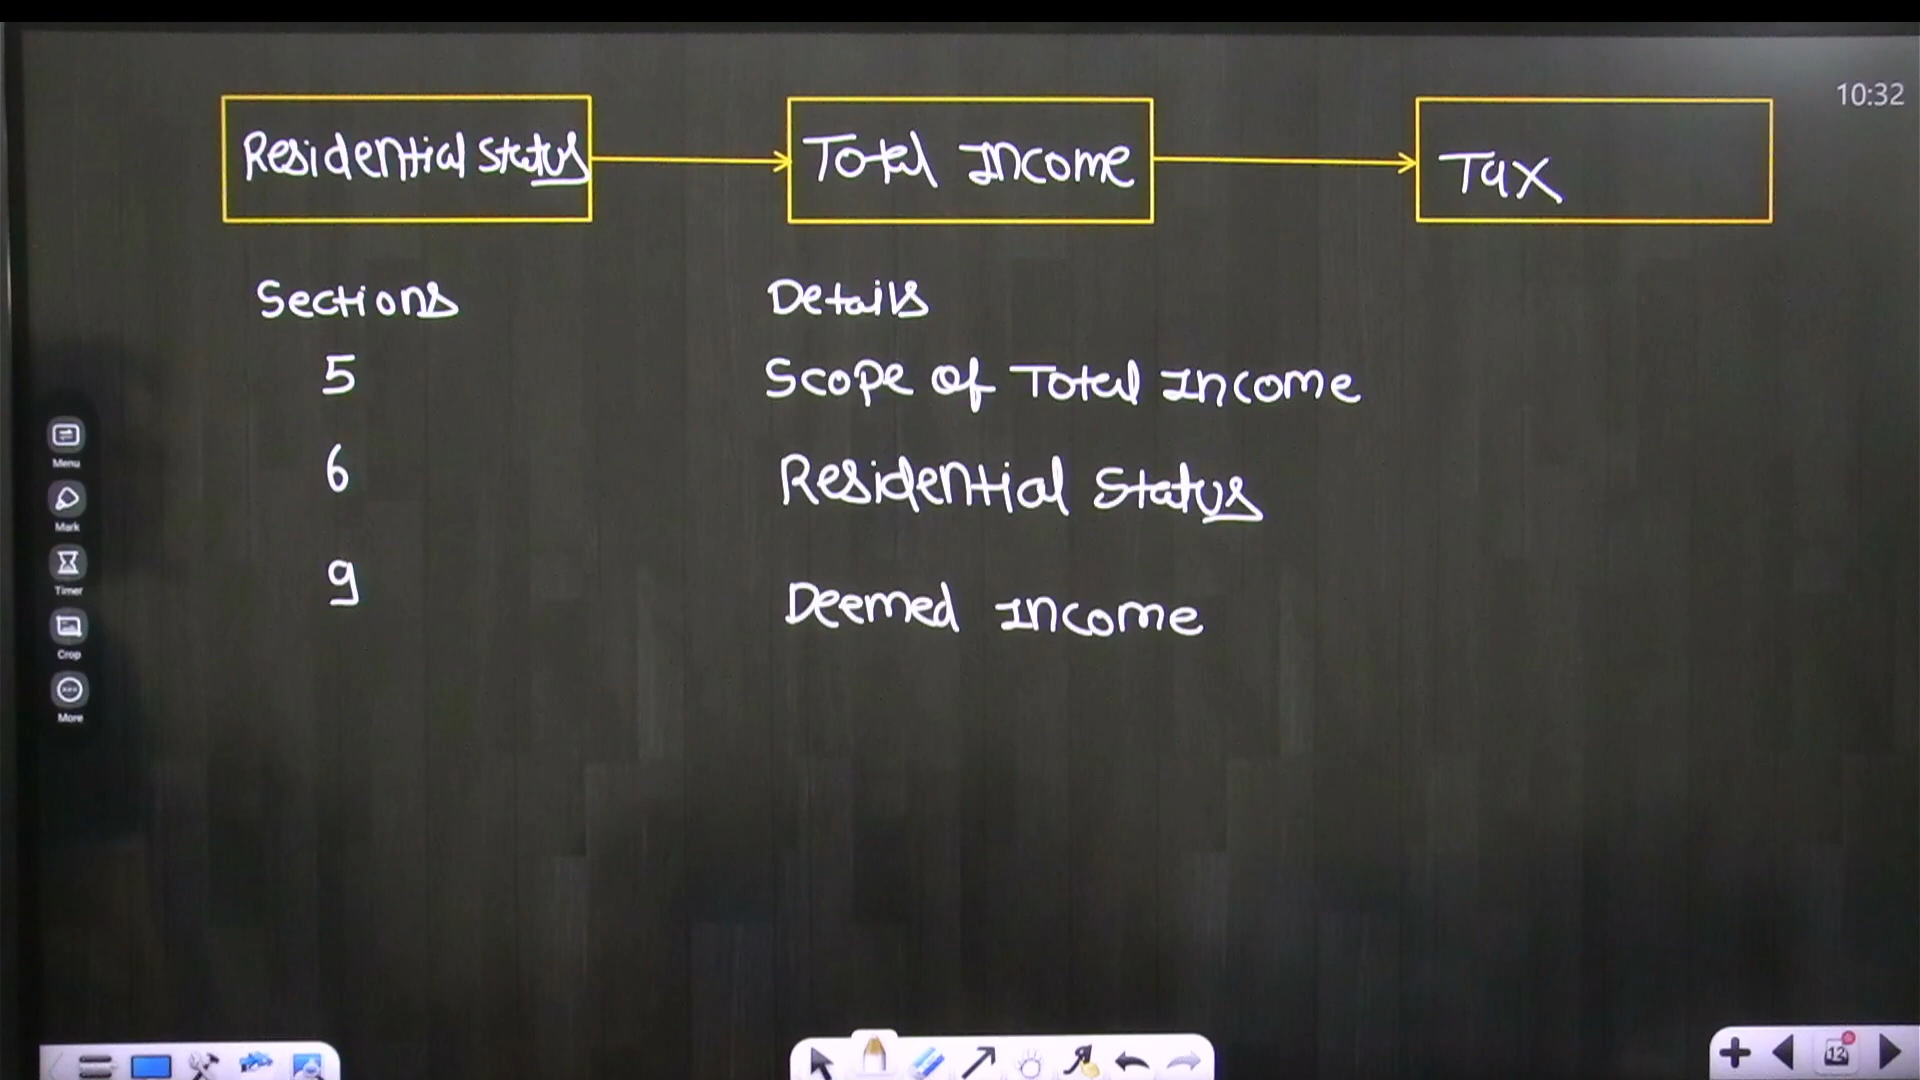 10:32
Residential Status Total Income Tax
Sections Details
5 Scope of Total Income
6 Residential Status
9 Deemed Income
Menu
Mark
Timer
Crop
More
12